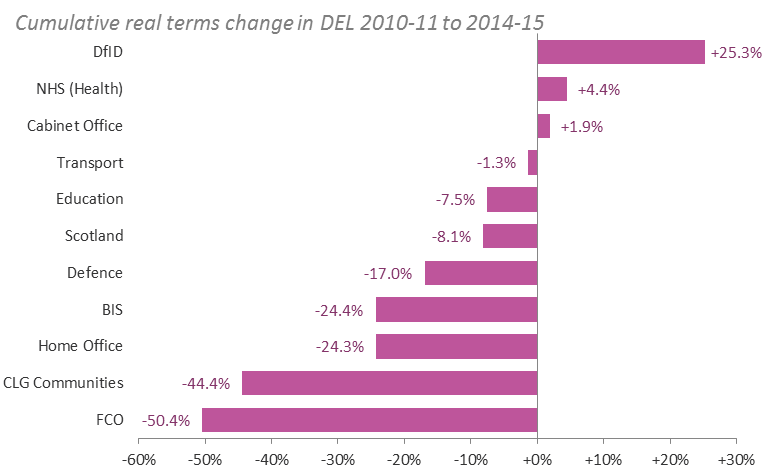 Cumulative real terms change in DEL 2010-11 to 2014-15
DfID +25.3%
NHS (Health) +4.4%
Cabinet Office +1.9%
Transport -1.3%
Education -7.5%
Scotland -8.1%
Defence -17.0%
BIS -24.4%
Home Office -24.3%
CLG Communities -44.4%
FCO -50.4%
-60% -50% -40% -30% -20% -10% +0% +10% +20% +30%